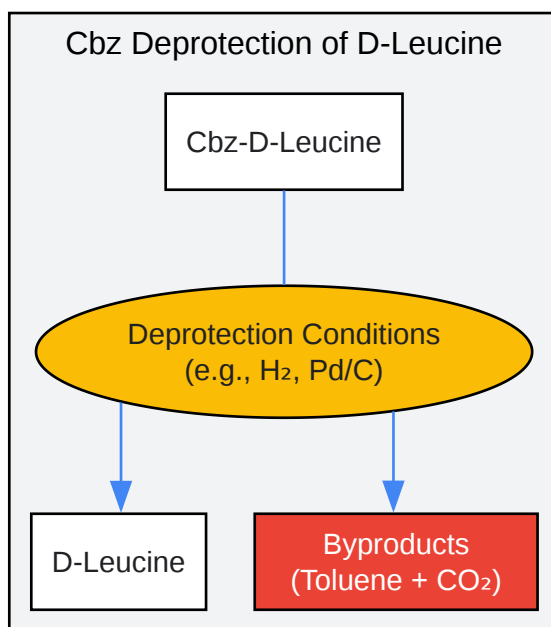 Cbz Deprotection of D-Leucine
Cbz-D-Leucine
Deprotection Conditions
(e.g., H₂, Pd/C)
D-Leucine
Byproducts
(Toluene + CO₂)